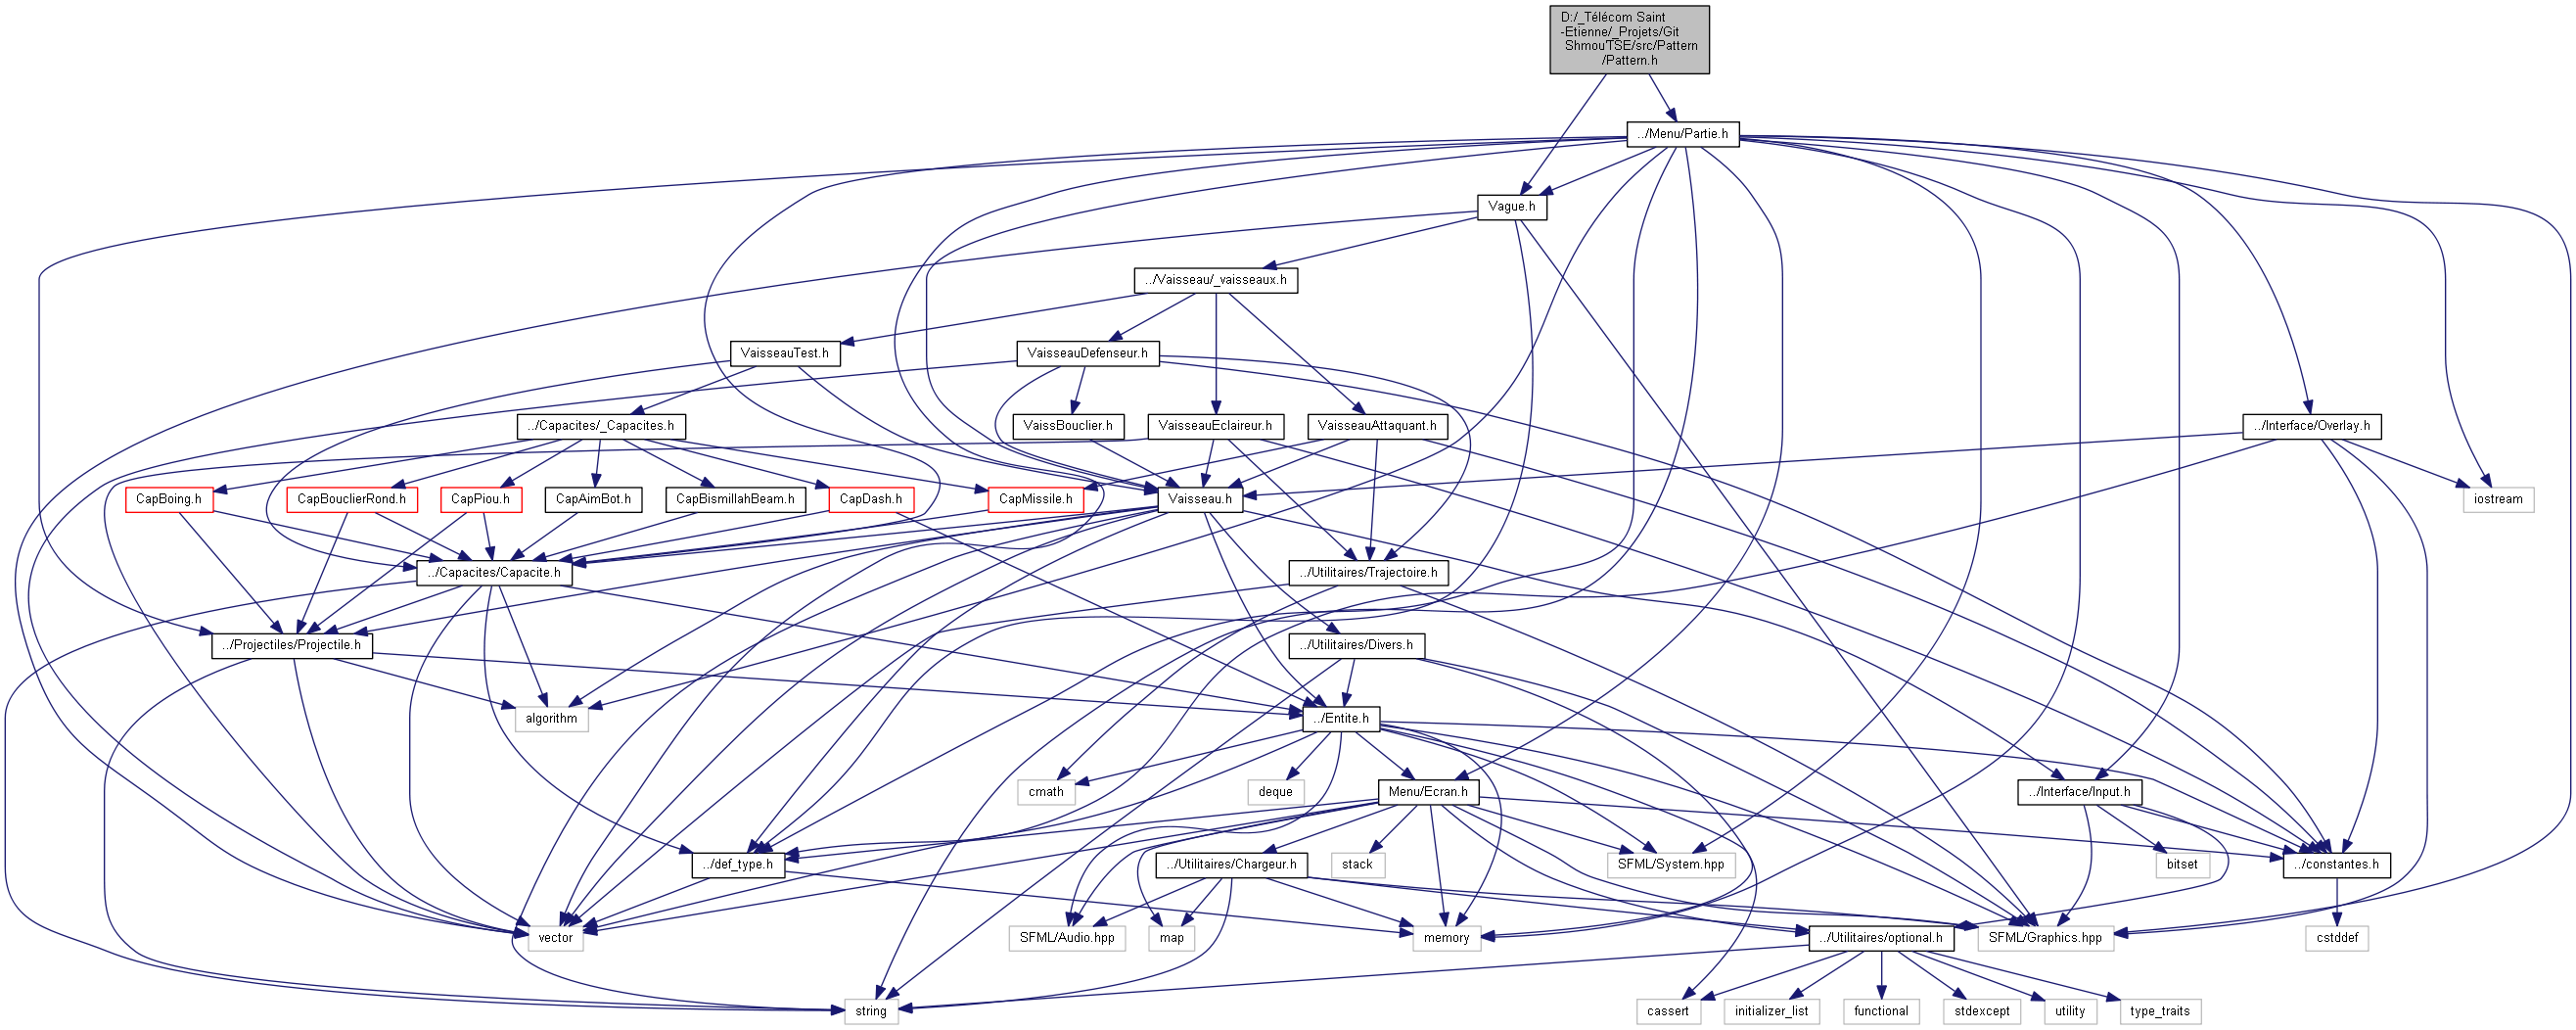 D:/_Télécom Saint
-Etienne/_Projets/Git
Shmou'TSE/src/Pattern
/Pattern.h
../Menu/Partie.h
Vague.h
../Vaisseau/_vaisseaux.h
VaisseauTest.h
VaisseauDefenseur.h
../Capacites/_Capacites.h
VaissBouclier.h
VaisseauEclaireur.h
VaisseauAttaquant.h
../Interface/Overlay.h
CapBoing.h
CapBouclierRond.h
CapPiou.h
CapAimBot.h
CapBismillahBeam.h
CapDash.h
CapMissile.h
Vaisseau.h
iostream
../Capacites/Capacite.h
../Utilitaires/Trajectoire.h
../Projectiles/Projectile.h
../Utilitaires/Divers.h
algorithm
../Entite.h
cmath
deque
Menu/Ecran.h
../Interface/Input.h
../def_type.h
../Utilitaires/Chargeur.h
stack
SFML/System.hpp
bitset
../constantes.h
vector
SFML/Audio.hpp
map
memory
../Utilitaires/optional.h
SFML/Graphics.hpp
cstddef
string
cassert
initializer_list
functional
stdexcept
utility
type_traits